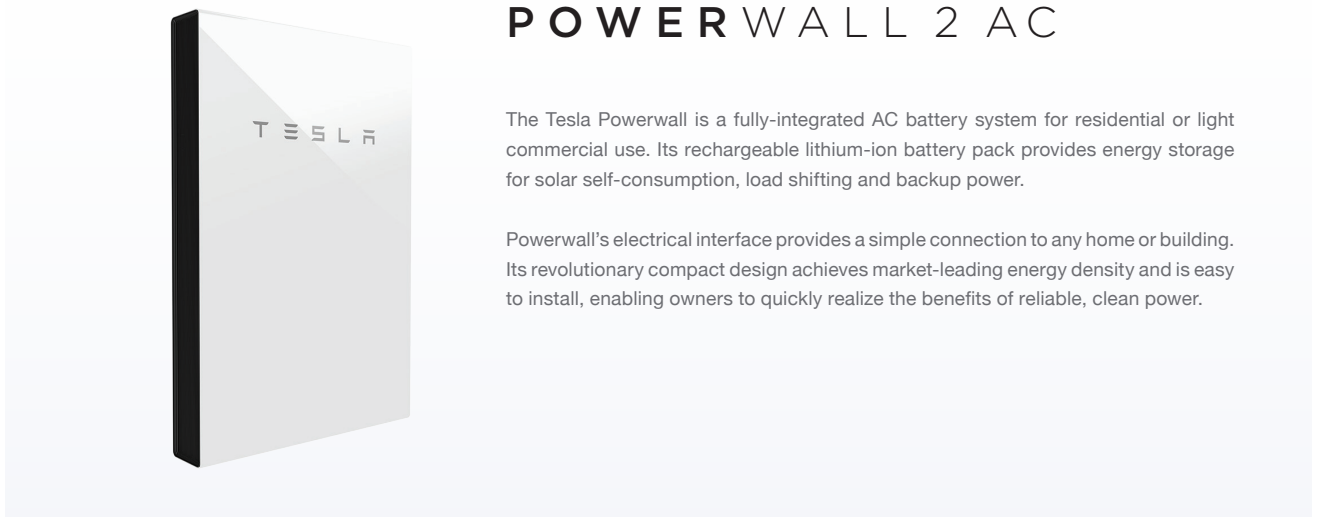 POWERWALL 2 AC
TESLA
The Tesla Powerwall is a fully-integrated AC battery system for residential or light
commercial use. Its rechargeable lithium-ion battery pack provides energy storage
for solar self-consumption, load shifting and backup power.
Powerwall’s electrical interface provides a simple connection to any home or building.
Its revolutionary compact design achieves market-leading energy density and is easy
to install, enabling owners to quickly realize the benefits of reliable, clean power.